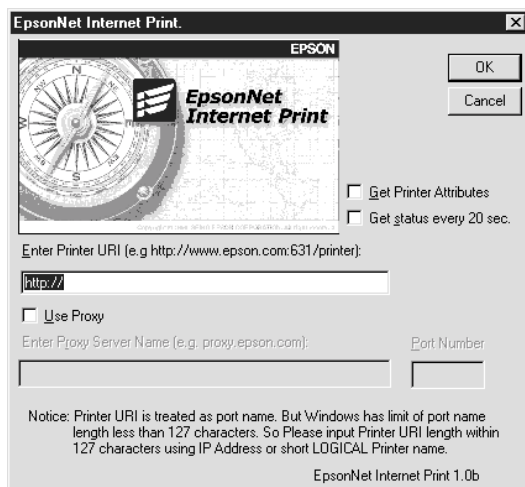 EpsonNet Internet Print.
EPSON
EpsonNet
Internet Print
N
W
S
OK
Cancel
Get Printer Attributes
Get status every 20 sec.
Enter Printer URI (e.g http://www.epson.com:631/printer):
http://
Use Proxy
Enter Proxy Server Name (e.g. proxy.epson.com):
Port Number
Notice: Printer URI is treated as port name. But Windows has limit of port name
length less than 127 characters. So Please input Printer URI length within
127 characters using IP Address or short LOGICAL Printer name.
EpsonNet Internet Print 1.0b